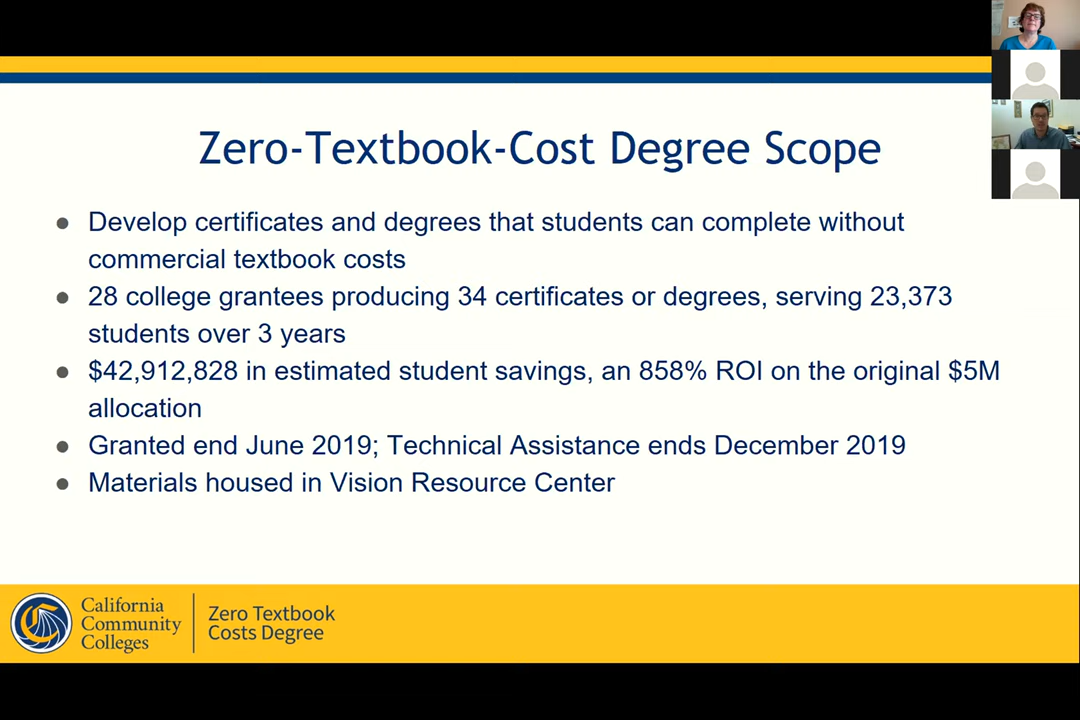 Zero-Textbook-Cost Degree Scope
● Develop certificates and degrees that students can complete without
commercial textbook costs
● 28 college grantees producing 34 certificates or degrees, serving 23,373
students over 3 years
● $42,912,828 in estimated student savings, an 858% ROI on the original $5M
allocation
● Granted end June 2019; Technical Assistance ends December 2019
● Materials housed in Vision Resource Center
California
Community
Colleges
Zero Textbook
Costs Degree